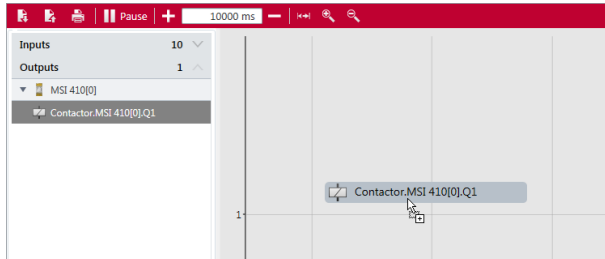 Pause 10000 ms
Inputs 10
Outputs 1
MSI 410[0]
Contactor.MSI 410[0].Q1
Contactor.MSI 410[0].Q1
1